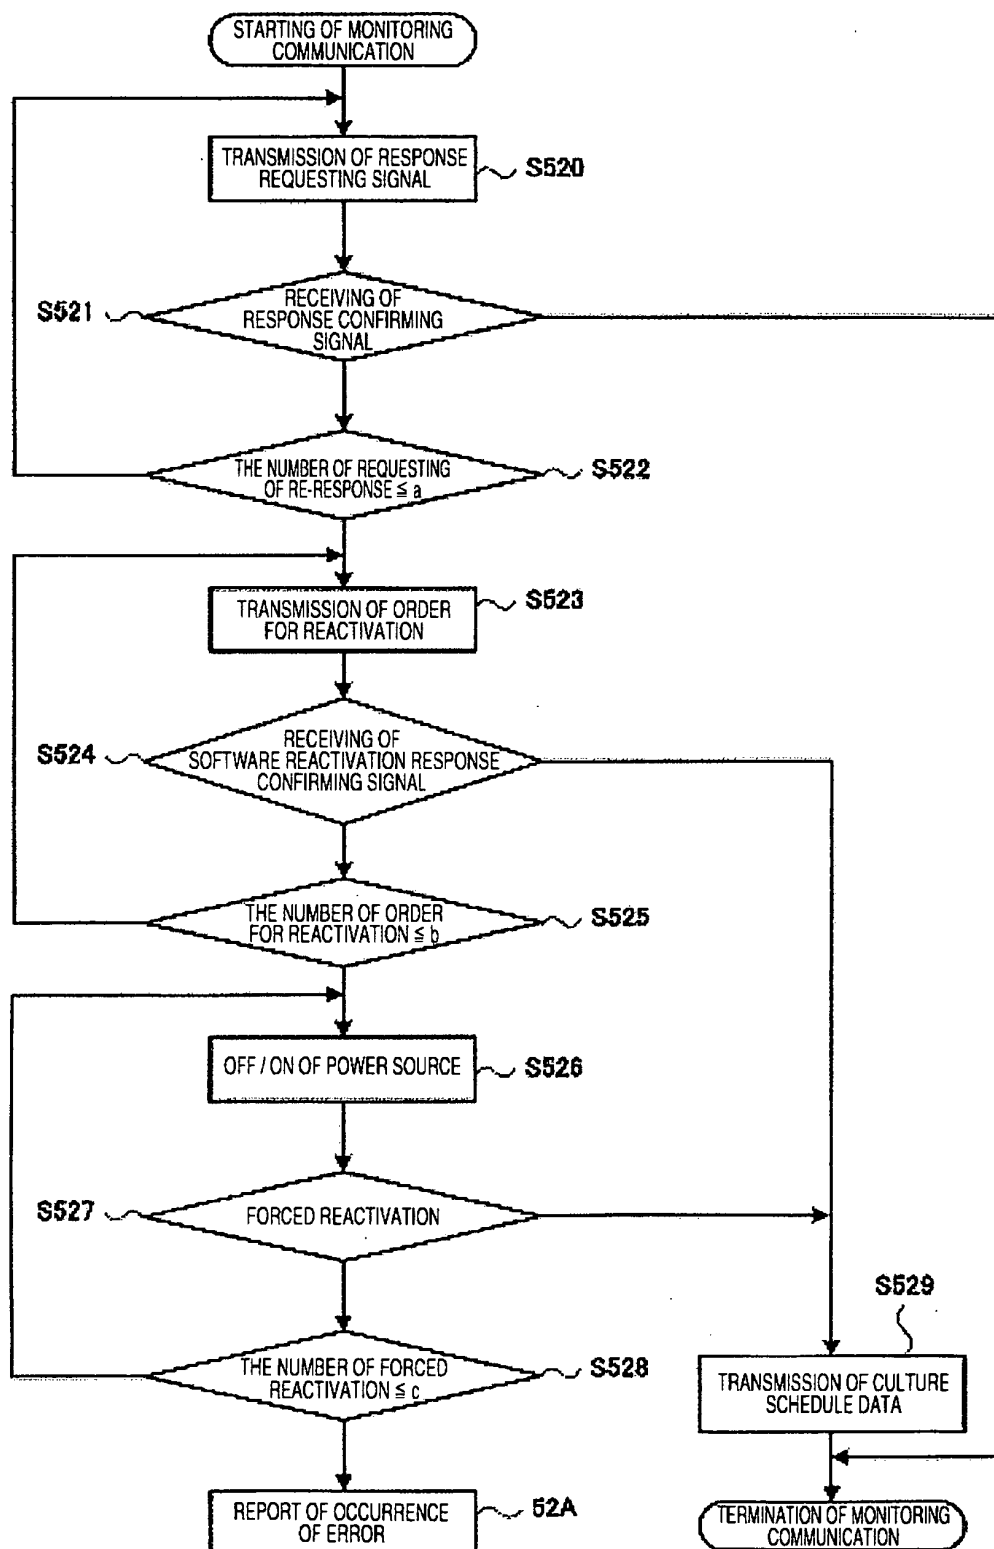 STARTING OF MONITORING
COMMUNICATION
TRANSMISSION OF RESPONSE
REQUESTING SIGNAL
S520
S521
RECEIVING OF
RESPONSE CONFIRMING
SIGNAL
THE NUMBER OF REQUESTING
OF RE-RESPONSE ≦ a
S522
TRANSMISSION OF ORDER
FOR REACTIVATION
S523
S524
RECEIVING OF
SOFTWARE REACTIVATION RESPONSE
CONFIRMING SIGNAL
THE NUMBER OF ORDER
FOR REACTIVATION ≦ b
S525
OFF / ON OF POWER SOURCE
S526
S527
FORCED REACTIVATION
THE NUMBER OF FORCED
REACTIVATION ≦ c
S528
S529
TRANSMISSION OF CULTURE
SCHEDULE DATA
REPORT OF OCCURRENCE
OF ERROR
52A
TERMINATION OF MONITORING
COMMUNICATION